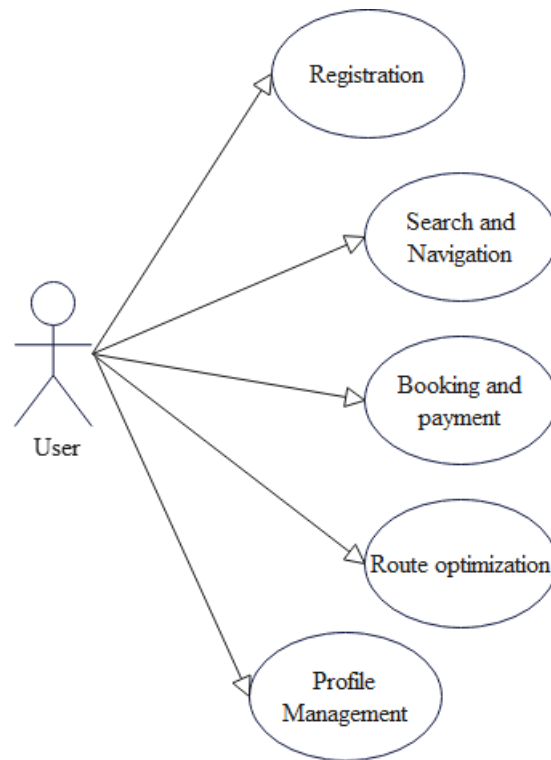 Registration
Search and
Navigation
Booking and
payment
User
Route optimization
Profile
Management